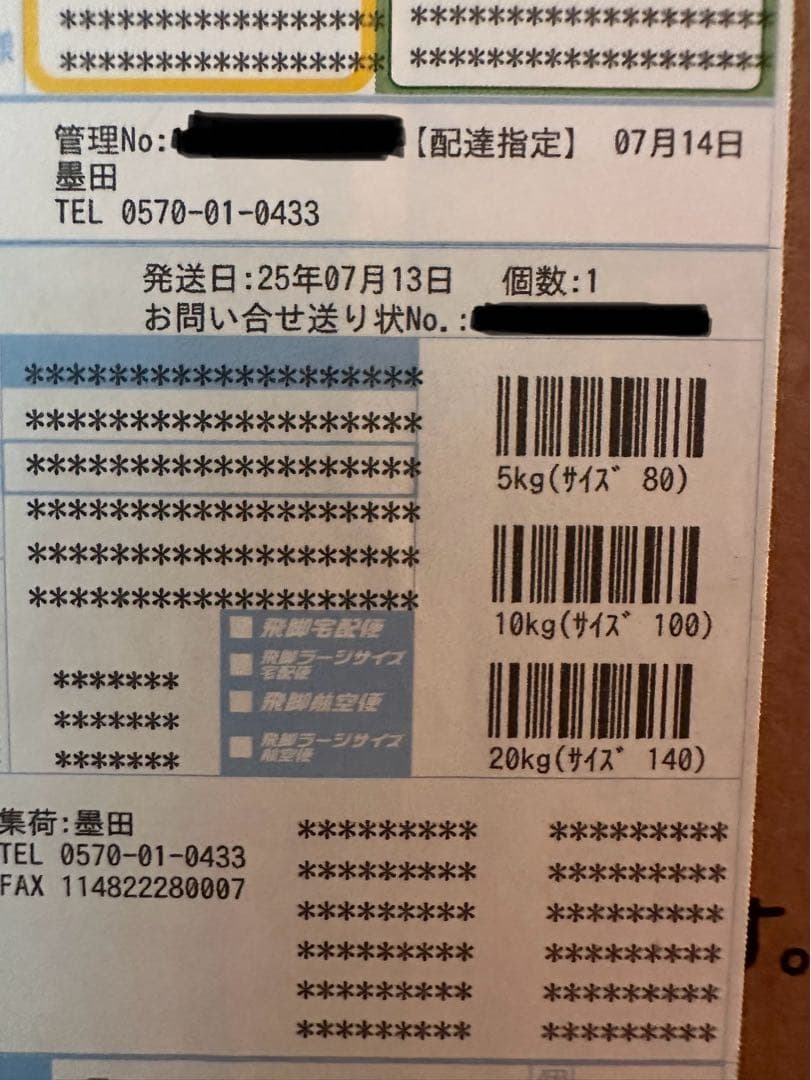 *****************
******************
*****************
******************
管理No:
【配達指定】 07月14日
墨田
TEL 0570-01-0433
発送日:25年07月13日 個数:1
お問い合せ送り状No.:
*******************
*******************
*******************
*******************
*******************
*******************
5kg(ｻｲｽﾞ 80)
10kg(ｻｲｽﾞ 100)
20kg(ｻｲｽﾞ 140)
飛脚宅配便
飛脚ラージサイズ
宅配便
飛脚航空便
飛脚ラージサイズ
航空便
*******
*******
*******
集荷:墨田
TEL 0570-01-0433
FAX 114822280007
********* *********
********* *********
********* *********
********* *********
********* *********
********* *********
す。